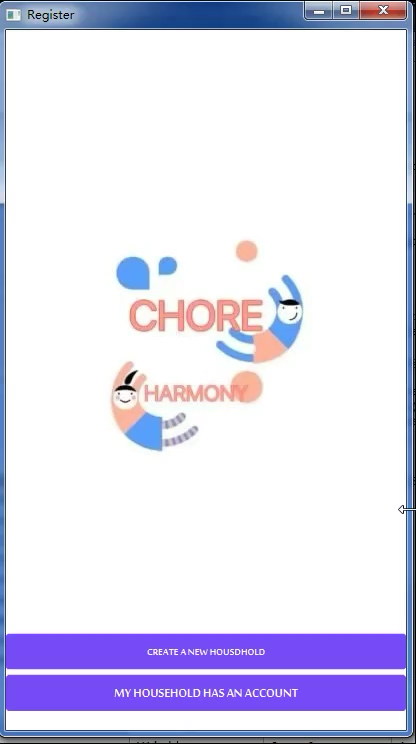 Register
CHORE
HARMONY
CREATE A NEW HOUSDHOLD
MY HOUSEHOLD HAS AN ACCOUNT